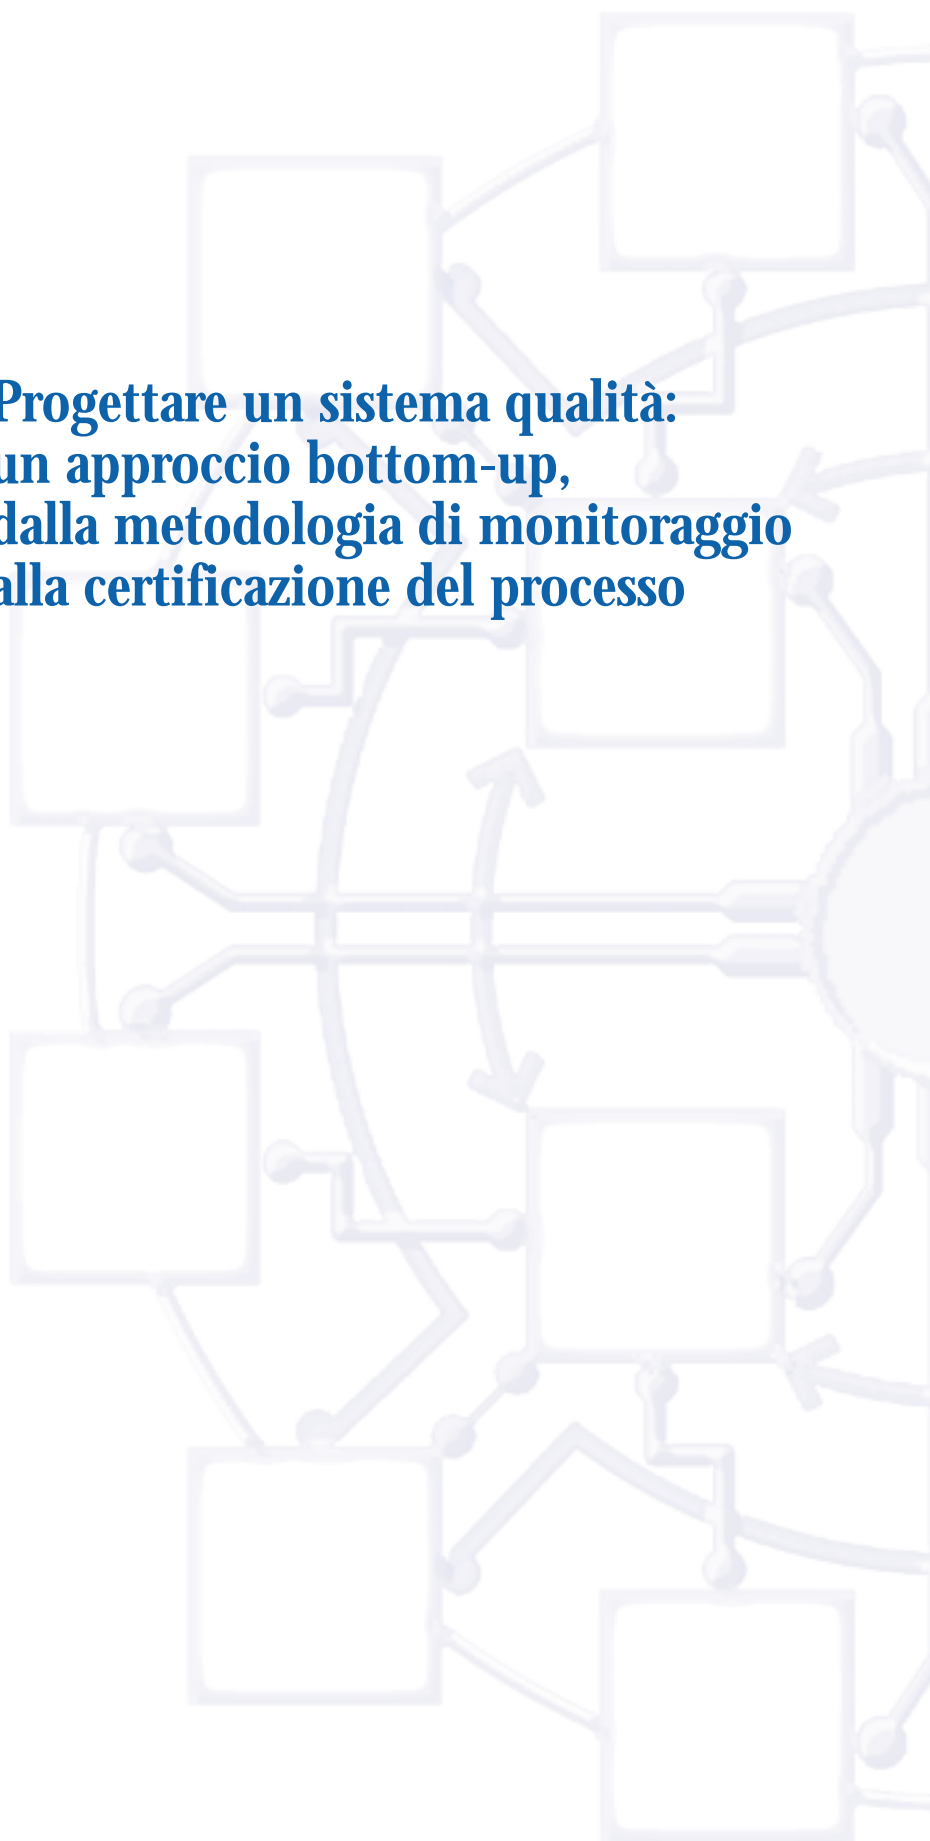 Progettare un sistema qualità:
un approccio bottom-up,
dalla metodologia di monitoraggio
alla certificazione del processo